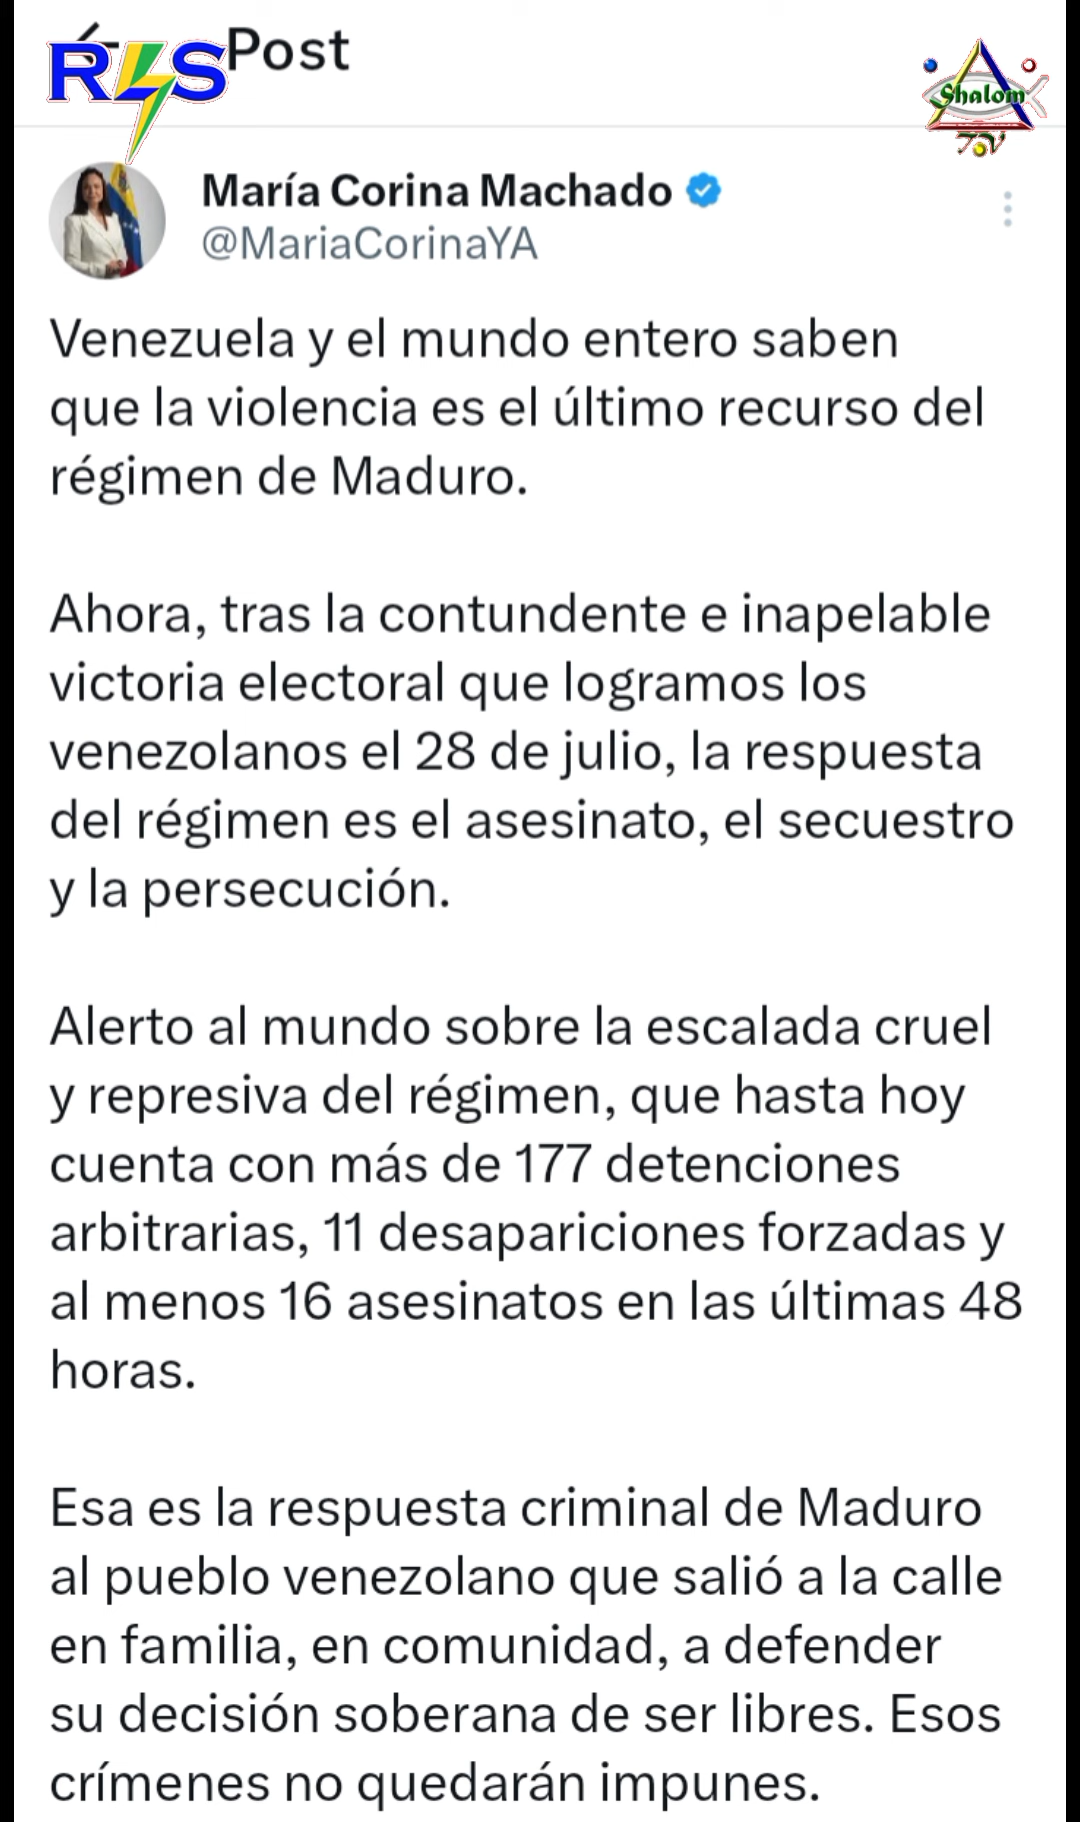 RLS
Post
Shalom
TV
María Corina Machado
@MariaCorinaYA
Venezuela y el mundo entero saben
que la violencia es el último recurso del
régimen de Maduro.
Ahora, tras la contundente e inapelable
victoria electoral que logramos los
venezolanos el 28 de julio, la respuesta
del régimen es el asesinato, el secuestro
y la persecución.
Alerto al mundo sobre la escalada cruel
y represiva del régimen, que hasta hoy
cuenta con más de 177 detenciones
arbitrarias, 11 desapariciones forzadas y
al menos 16 asesinatos en las últimas 48
horas.
Esa es la respuesta criminal de Maduro
al pueblo venezolano que salió a la calle
en familia, en comunidad, a defender
su decisión soberana de ser libres. Esos
crímenes no quedarán impunes.